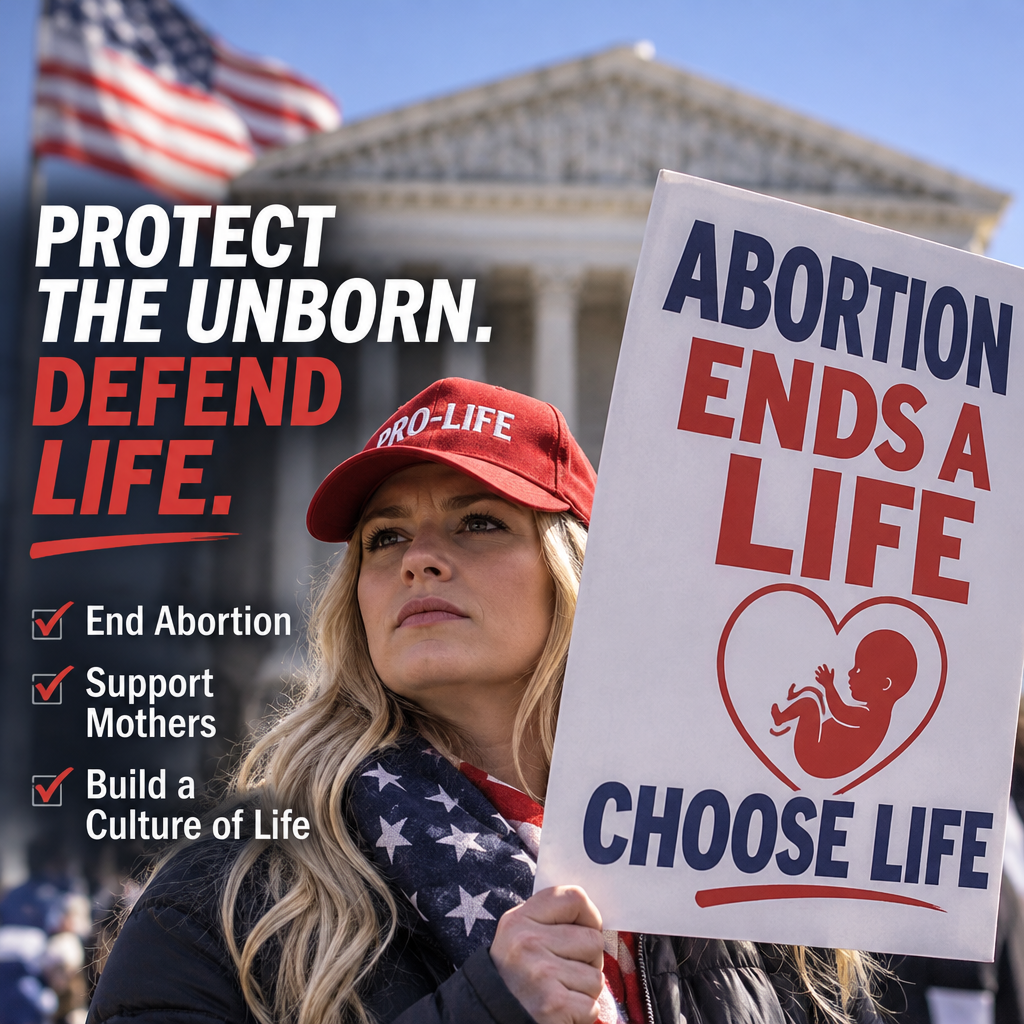 PROTECT
THE UNBORN.
DEFEND
LIFE.
End Abortion
Support
Mothers
Build a
Culture of Life
PRO-LIFE
ABORTION
ENDS A
LIFE
CHOOSE LIFE